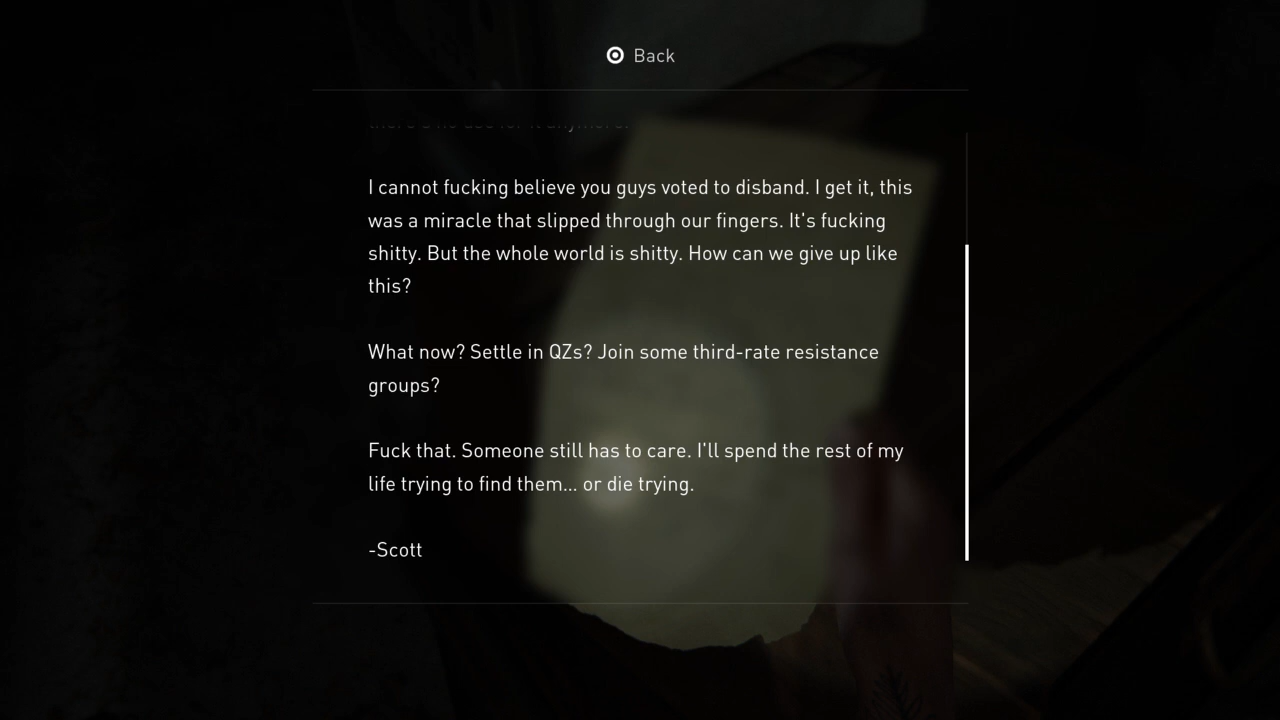 Back
I cannot fucking believe you guys voted to disband. I get it, this
was a miracle that slipped through our fingers. It's fucking
shitty. But the whole world is shitty. How can we give up like
this?
What now? Settle in QZs? Join some third-rate resistance
groups?
Fuck that. Someone still has to care. I'll spend the rest of my
life trying to find them... or die trying.
-Scott